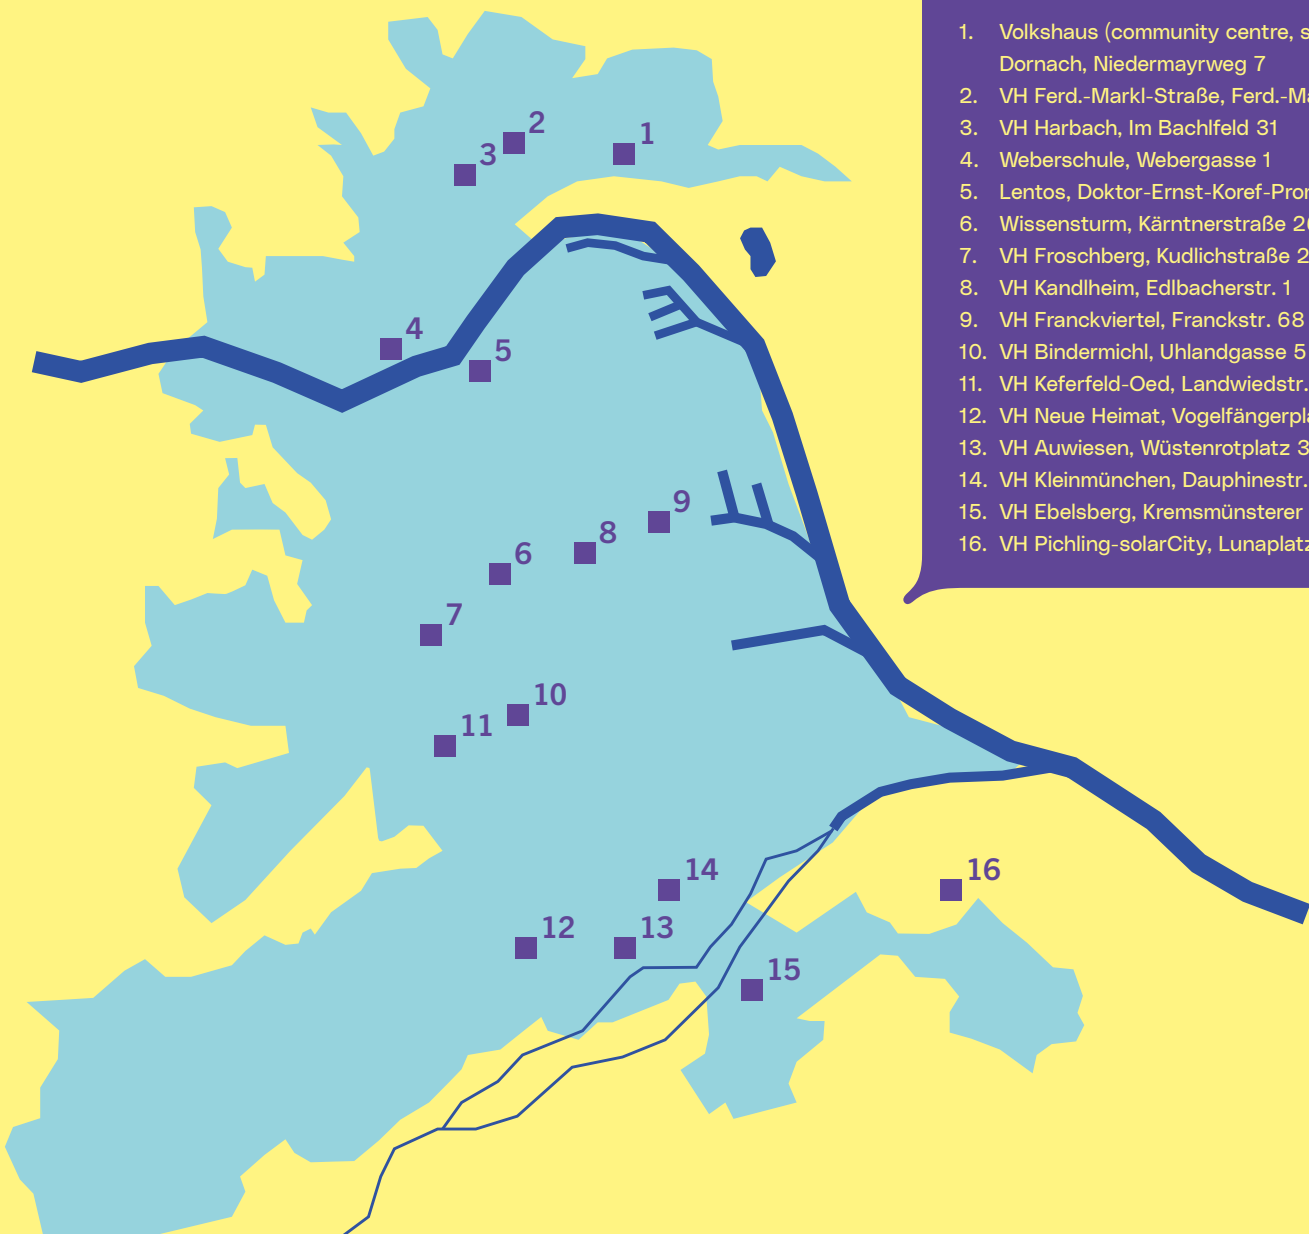 1. Volkshaus (community centre,
Dornach, Niedermayrweg 7
2. VH Ferd.-Markl-Straße,
3. VH Harbach, Im Bachlfeld 31
4. Weberschule, Webergasse 1
5. Lentos,
6. Wissensturm, Kärntnerstraße
7. VH Froschberg, Kudlichstraße
8. VH Kandlheim, Edlbacherstr. 1
9. VH Franckviertel, Franckstr. 68
10. VH Bindermichl, Uhlandgasse 5
11. VH Keferfeld-Oed, Landwiedstr.
12. VH Neue Heimat,
13. VH Auwiesen, Wüstenrotplatz 3
14. VH Kleinmünchen, Dauphinestr.
15. VH Ebelsberg, Kremsmünsterer
16. VH Pichling-solarCity, Lunaplatz
2
1
3
4
5
9
8
6
7
10
11
14
16
12
13
15